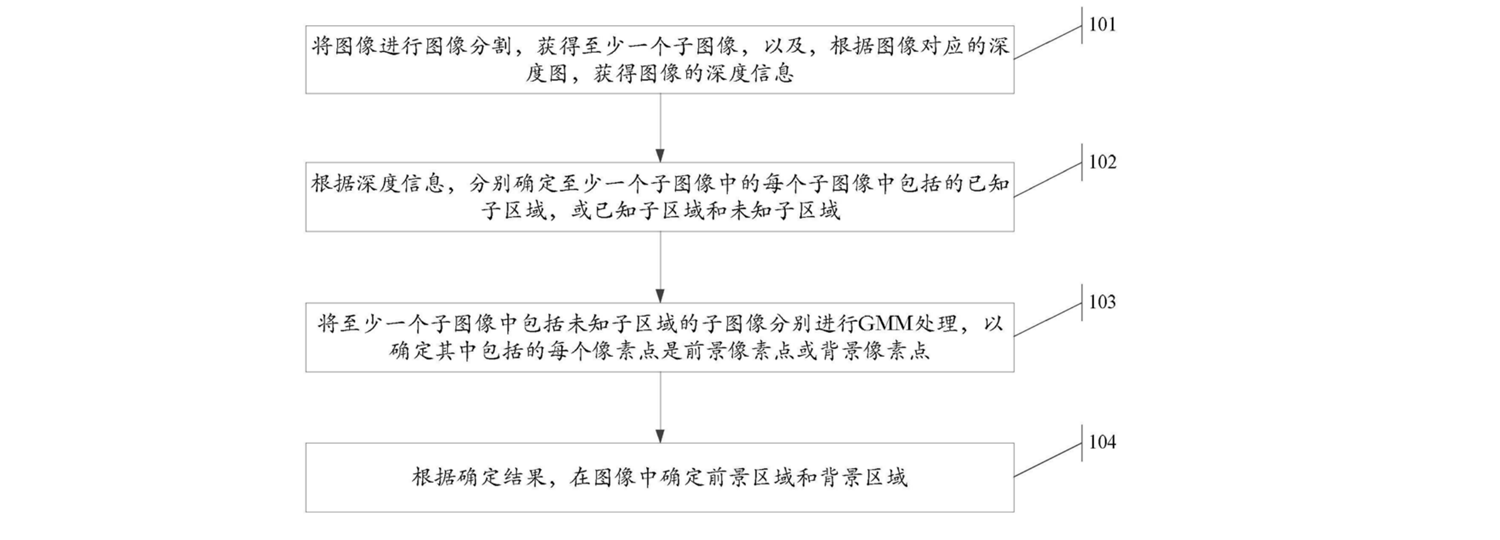 101
将图像进行图像分割，获得至少一个子图像，以及，根据图像对应的深
度图，获得图像的深度信息
102
根据深度信息，分别确定至少一个子图像中的每个子图像中包括的已知
子区域，或已知子区域和未知子区域
103
将至少一个子图像中包括未知子区域的子图像分别进行GMM处理，以
确定其中包括的每个像素点是前景像素点或背景像素点
104
根据确定结果，在图像中确定前景区域和背景区域